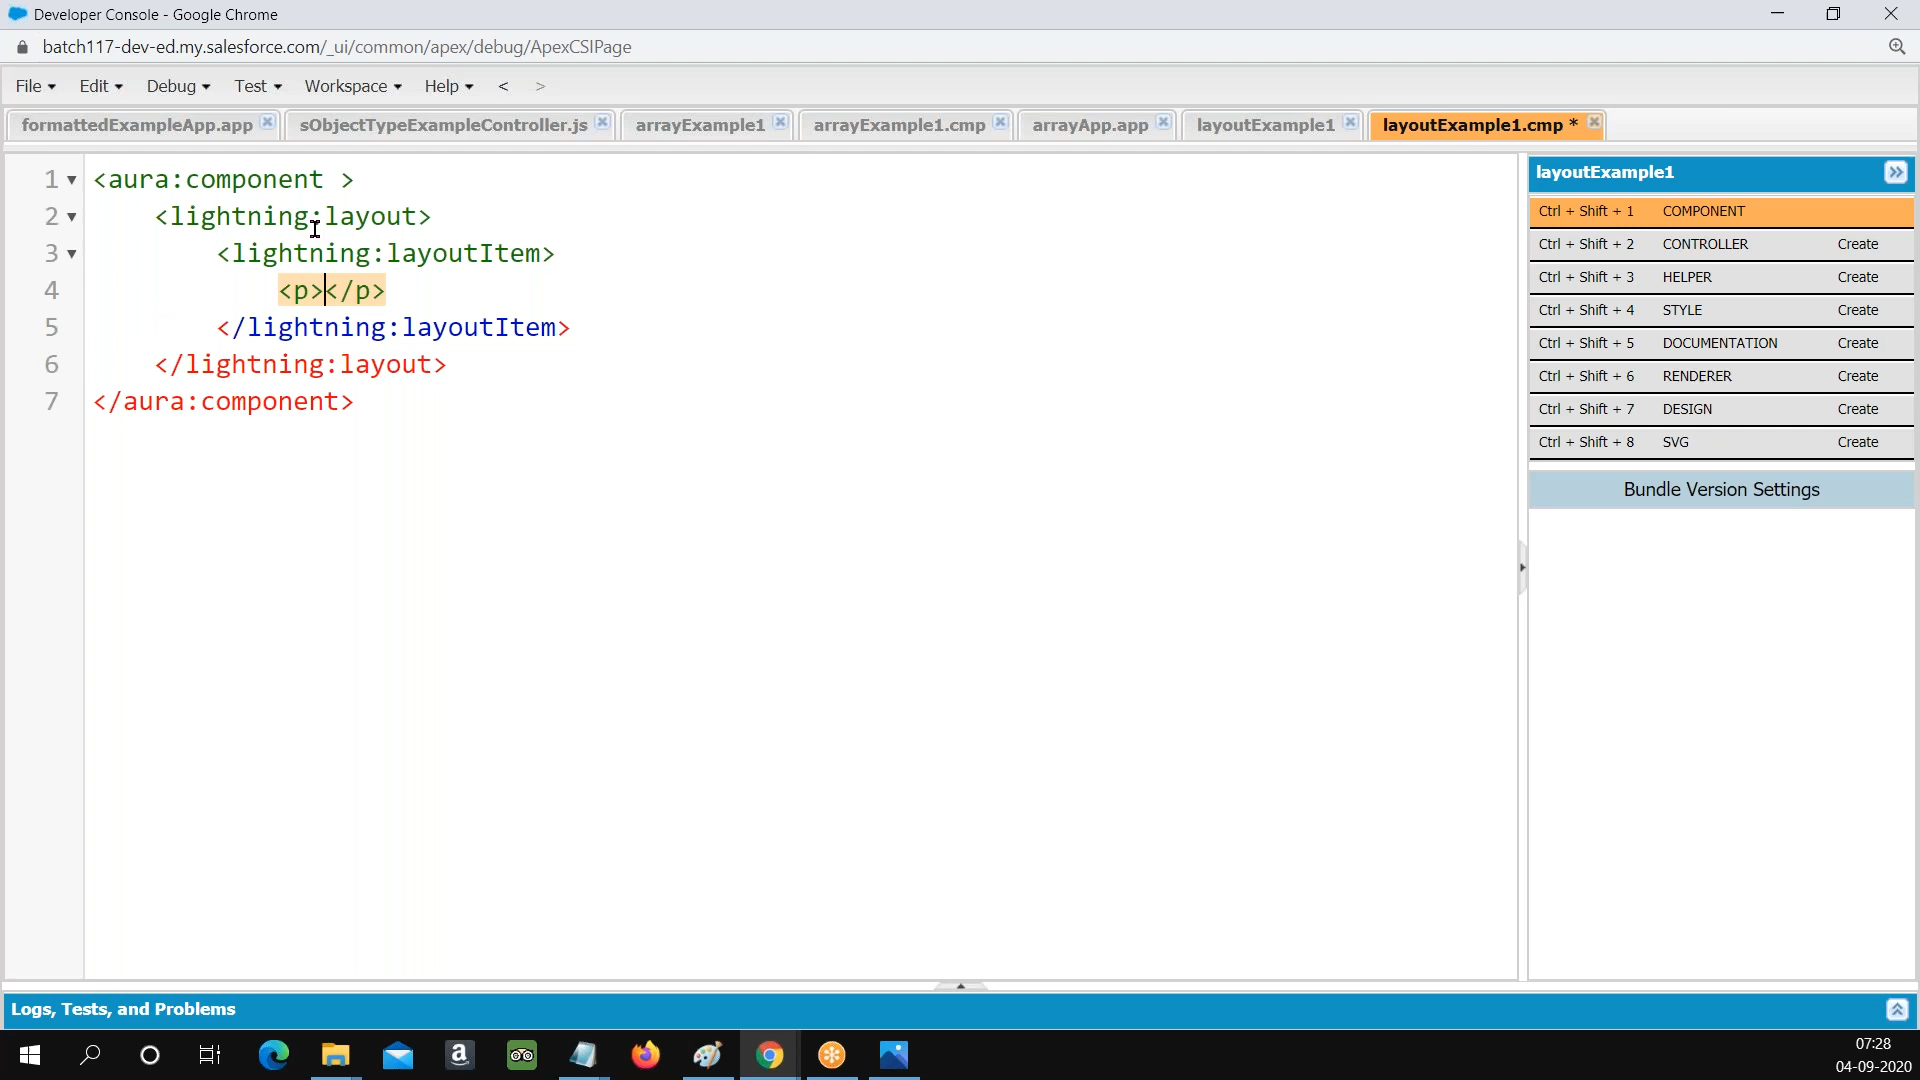 Developer Console - Google Chrome
batch117-dev-ed.my.salesforce.com/_ui/common/apex/debug/ApexCSIPage
File Edit Debug Test Workspace Help < >
formattedExampleApp.app sObjectTypeExampleController.js arrayExample1 arrayExample1.cmp arrayApp.app layoutExample1 layoutExample1.cmp *
1 <aura:component >
2 <lightning:layout>
3 <lightning:layoutItem>
4 <p></p>
5 </lightning:layoutItem>
6 </lightning:layout>
7 </aura:component>
layoutExample1
Ctrl + Shift + 1 COMPONENT
Ctrl + Shift + 2 CONTROLLER Create
Ctrl + Shift + 3 HELPER Create
Ctrl + Shift + 4 STYLE Create
Ctrl + Shift + 5 DOCUMENTATION Create
Ctrl + Shift + 6 RENDERER Create
Ctrl + Shift + 7 DESIGN Create
Ctrl + Shift + 8 SVG Create
Bundle Version Settings
Logs, Tests, and Problems
07:28
04-09-2020